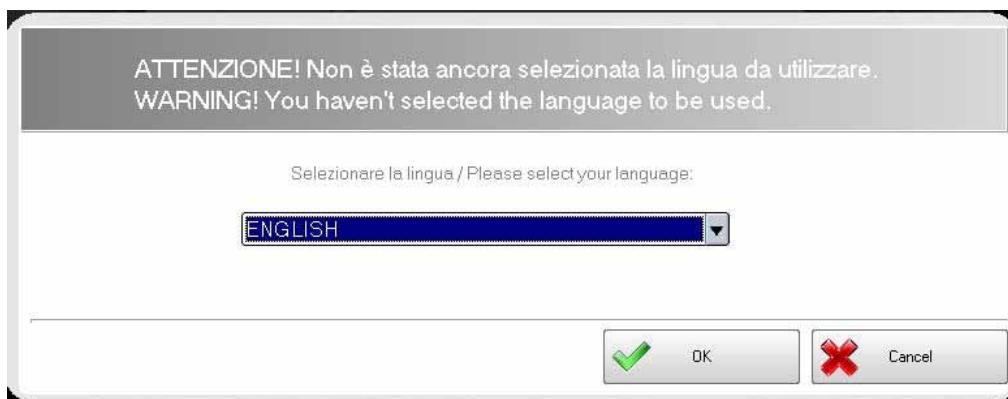 ATTENZIONE! Non è stata ancora selezionata la lingua da utilizzare.
WARNING! You haven't selected the language to be used.
Selezionare la lingua / Please select your language:
ENGLISH
OK
Cancel